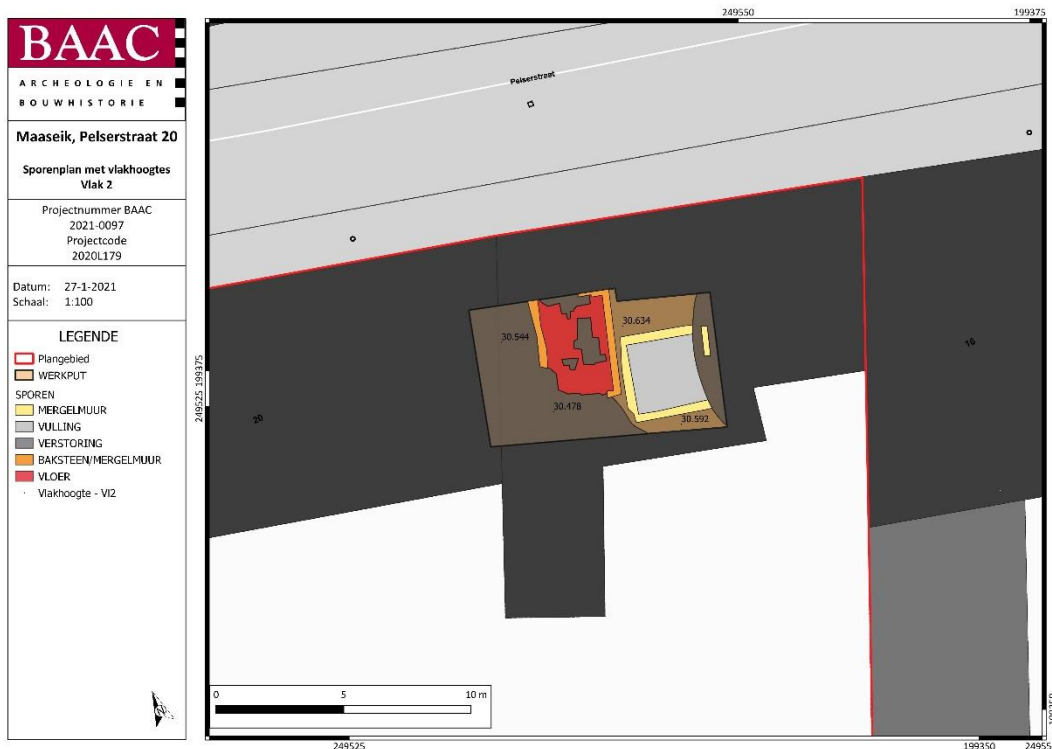 BAAC
ARCHEOLOGIE EN
BOUWHISTORIE
Maaseik, Pelserstraat 20
Sporenplan met vlakhoogtes
Vlak 2
Projectnummer BAAC
2021-0097
Projectcode
2020L179
Datum: 27-1-2021
Schaal: 1:100
LEGENDE
Plangebied
WERKPUT
SPOREN
MERGELMUUR
VULLING
VERSTORING
BAKSTEEN/MERGELMUUR
VLOER
Vlakhoogte - Vl2
N
249550
199375
Pelserstraat
30.544
30.634
16
199375
249525
20
30.478
30.592
0
5
10 m
249525
199350